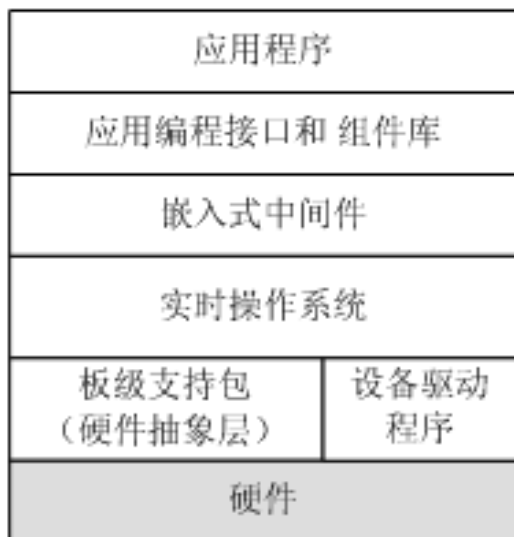 应用程序
应用编程接口和 组件库
嵌入式中间件
实时操作系统
板级支持包
（硬件抽象层）
设备驱动
程序
硬件